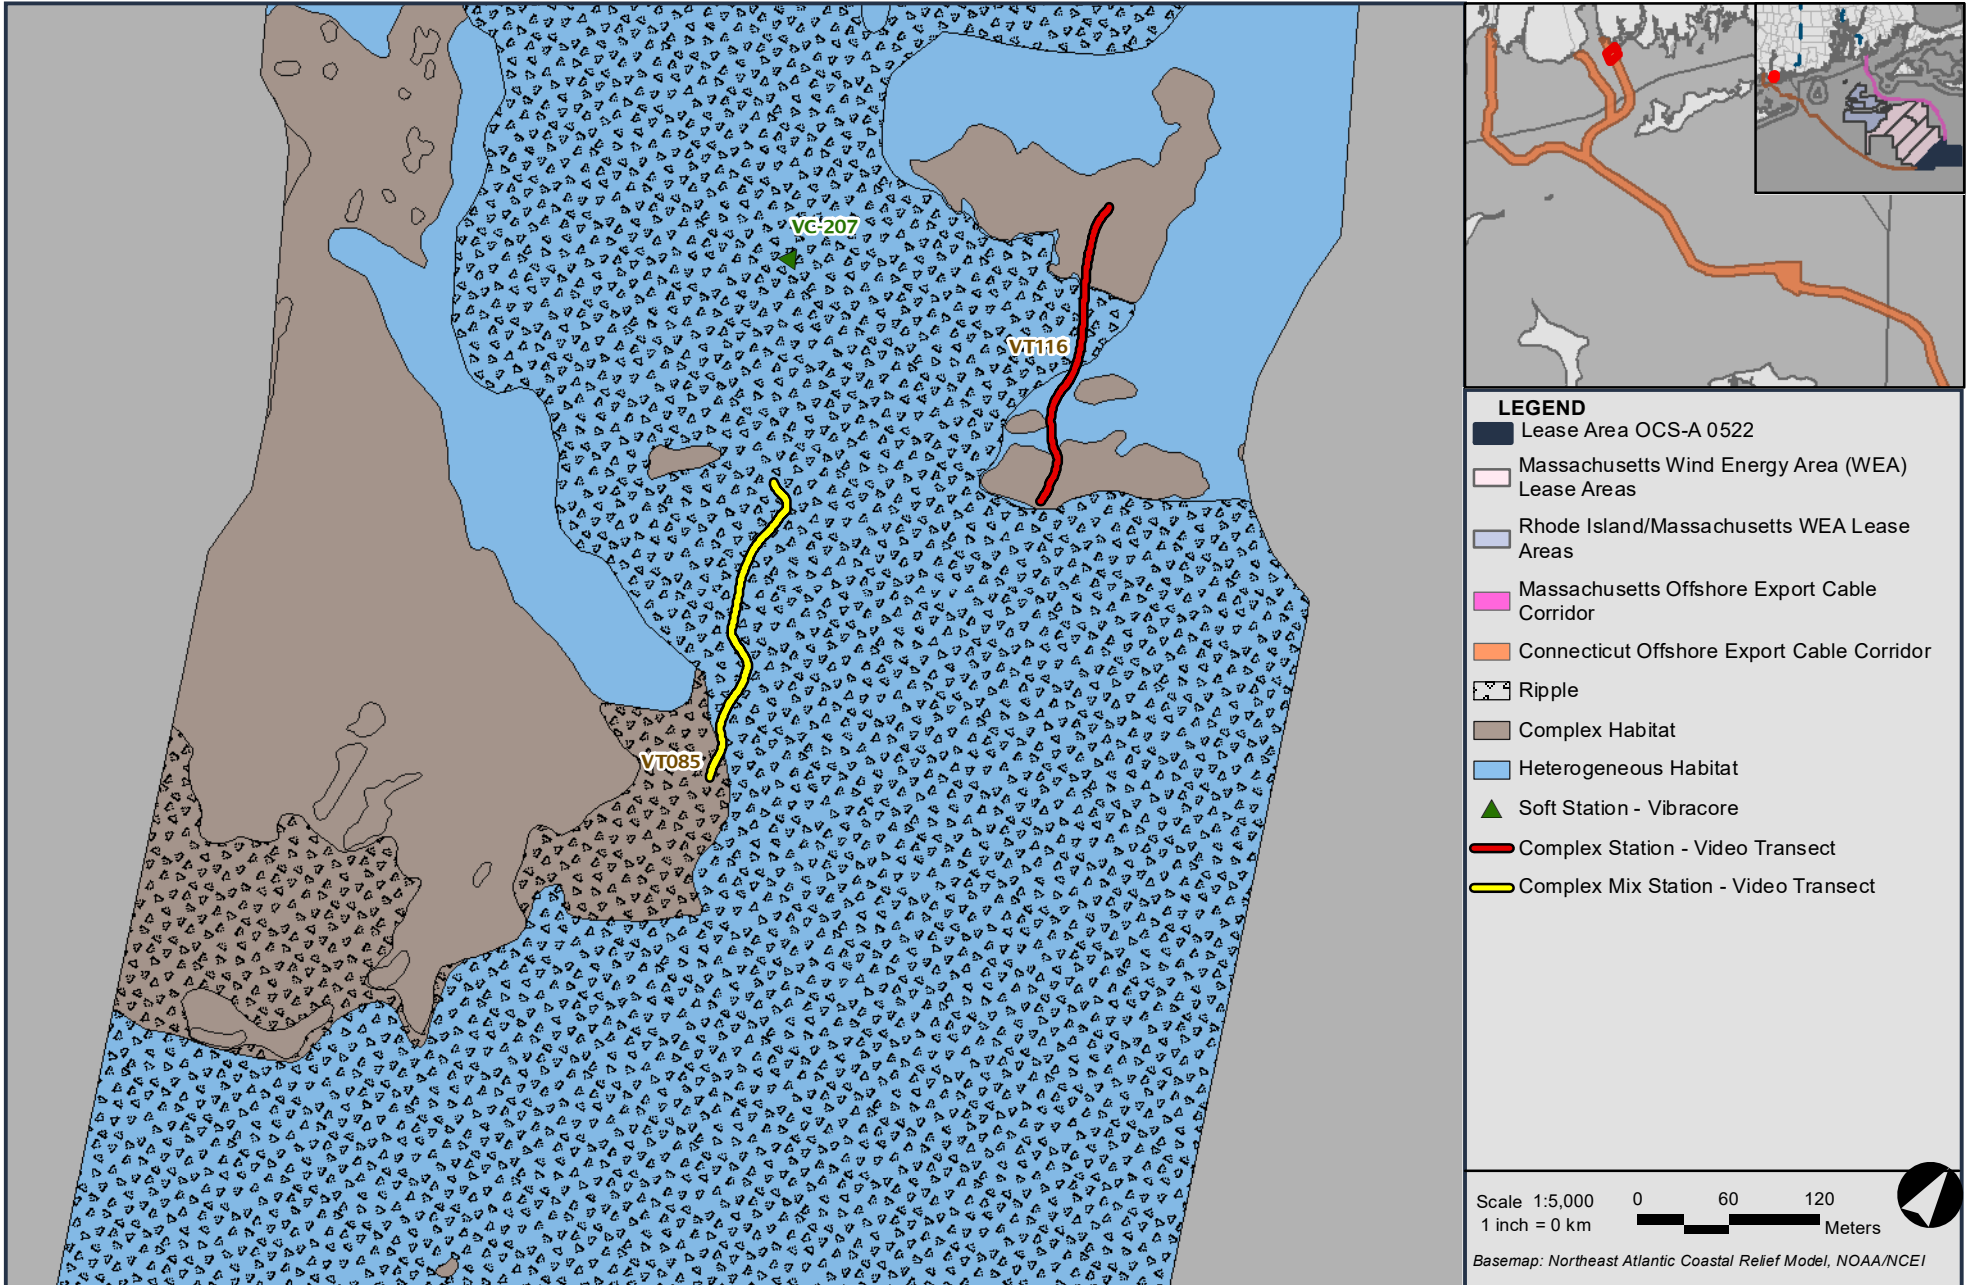 VC-207
VT116
VT085
LEGEND
Lease Area OCS-A 0522
Massachusetts Wind Energy Area (WEA)
Lease Areas
Rhode Island/Massachusetts WEA Lease
Areas
Massachusetts Offshore Export Cable
Corridor
Connecticut Offshore Export Cable Corridor
Ripple
Complex Habitat
Heterogeneous Habitat
Soft Station - Vibracore
Complex Station - Video Transect
Complex Mix Station - Video Transect
Scale 1:5,000
1 inch = 0 km
0 60 120
Meters
Basemap: Northeast Atlantic Coastal Relief Model, NOAA/NCEI